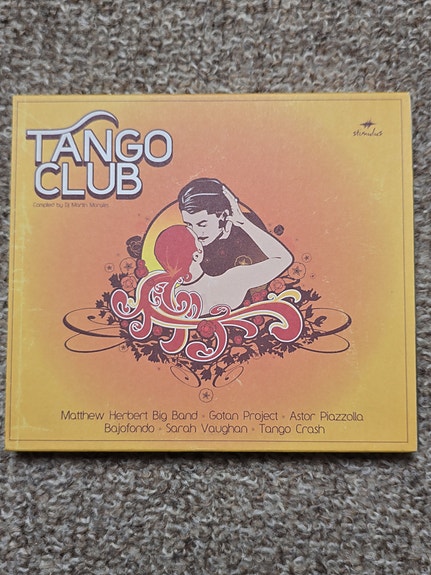 TANGO
CLUB
Compiled by DJ Martin Morales
stimulus
Matthew Herbert Big Band • Gotan Project • Astor Piazzolla
Bajofondo • Sarah Vaughan • Tango Crash